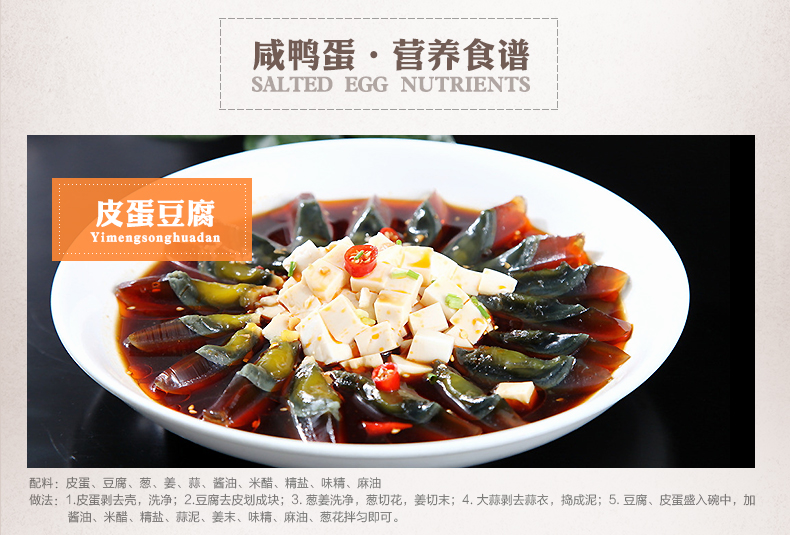 咸鸭蛋·营养食谱
SALTED EGG NUTRIENTS
皮蛋豆腐
Yimengsonghuadan
配料：皮蛋、豆腐、葱、姜、蒜、酱油、米醋、精盐、味精、麻油
做法：1.皮蛋剥去壳，洗净；2.豆腐去皮划成块；3. 葱姜洗净，葱切花，姜切末；4. 大蒜剥去蒜衣，捣成泥；5. 豆腐、皮蛋盛入碗中，加
酱油、米醋、精盐、蒜泥、姜末、味精、麻油、葱花拌匀即可。